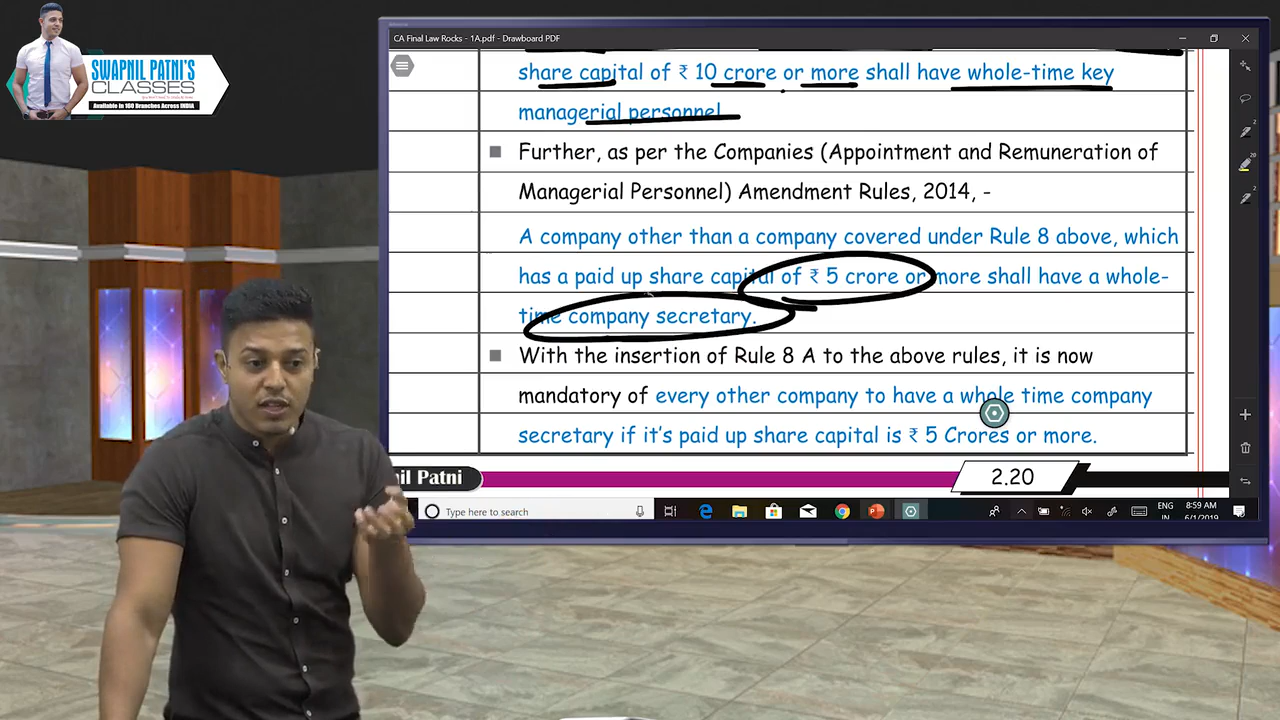 SWAPNIL PATNI'S
CLASSES
Available in 160 Branches Across INDIA
CA Final Law Rocks - 1A.pdf - Drawboard PDF
share capital of ₹ 10 crore or more shall have whole-time key
managerial personnel
■ Further, as per the Companies (Appointment and Remuneration of
Managerial Personnel) Amendment Rules, 2014, -
A company other than a company covered under Rule 8 above, which
has a paid up share capital of ₹ 5 crore or more shall have a whole-
time company secretary.
■ With the insertion of Rule 8 A to the above rules, it is now
mandatory of every other company to have a whole time company
secretary if it's paid up share capital is ₹ 5 Crores or more.
nil Patni
2.20
Type here to search
ENG
IN
8:59 AM
6/1/2019